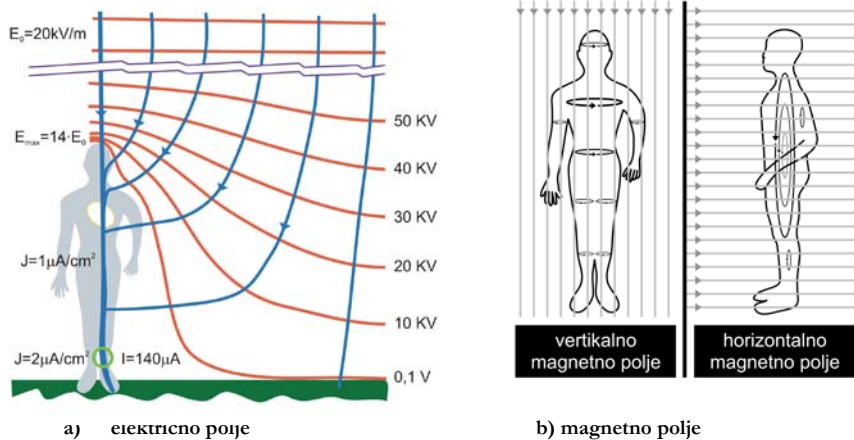 E₀=20kV/m
Eₘₐₓ=14·E₀
50 KV
40 KV
30 KV
20 KV
10 KV
0,1 V
J=1µA/cm²
J=2µA/cm²
I=140µA
a) električno polje
vertikalno
magnetno polje
horizontalno
magnetno polje
b) magnetno polje